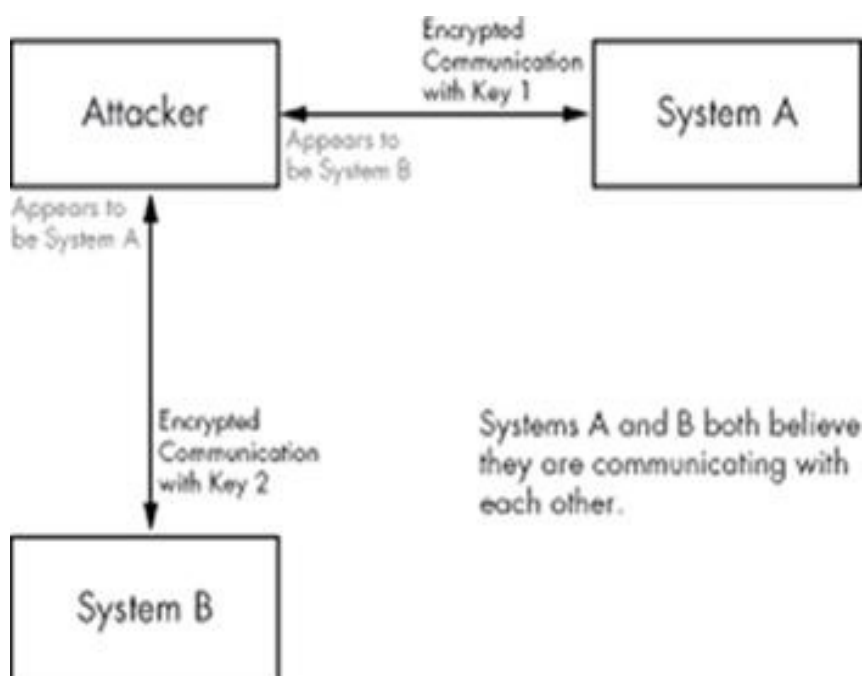 Encrypted
Communication
with Key 1
Attacker
System A
Appears to
be System B
Appears to
be System A
Encrypted
Communication
with Key 2
Systems A and B both believe
they are communicating with
each other.
System B